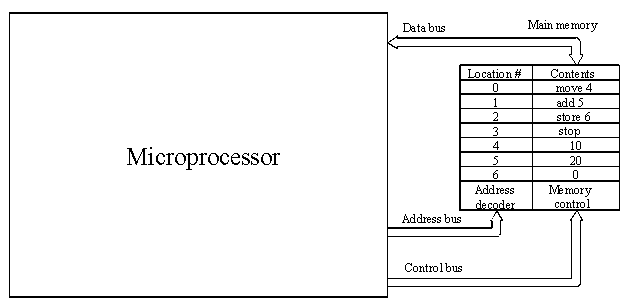 Data bus
Main memory
Location # Contents
0 move 4
1 add 5
2 store 6
3 stop
4 10
5 20
6 0
Address decoder
Memory control
Microprocessor
Address bus
Control bus